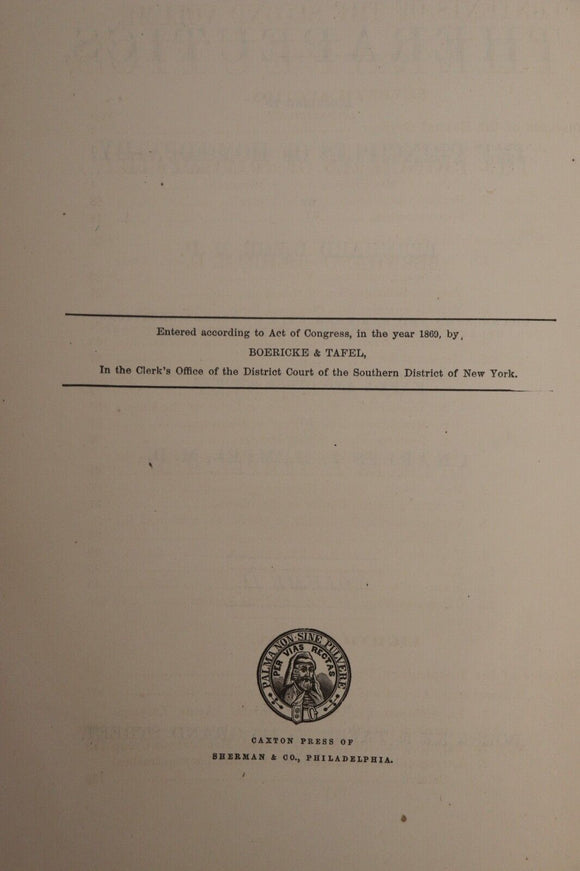 Entered according to Act of Congress, in the year 1869, by,
BOERICKE & TAFEL,
In the Clerk's Office of the District Court of the Southern District of New York.
PALMA NON SINE PULVERE
PER VIAS RECTAS
CAXTON PRESS OF
SHERMAN & CO., PHILADELPHIA.